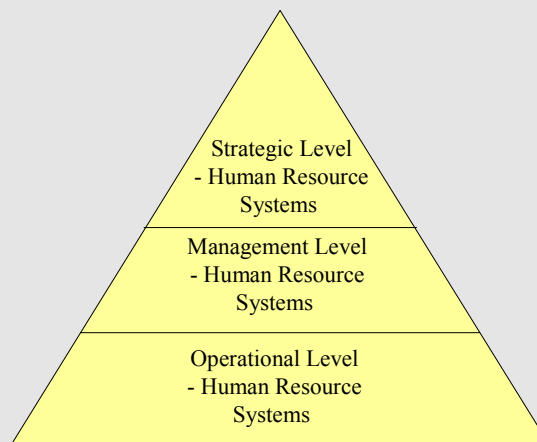 Strategic Level
- Human Resource
Systems
Management Level
- Human Resource
Systems
Operational Level
- Human Resource
Systems